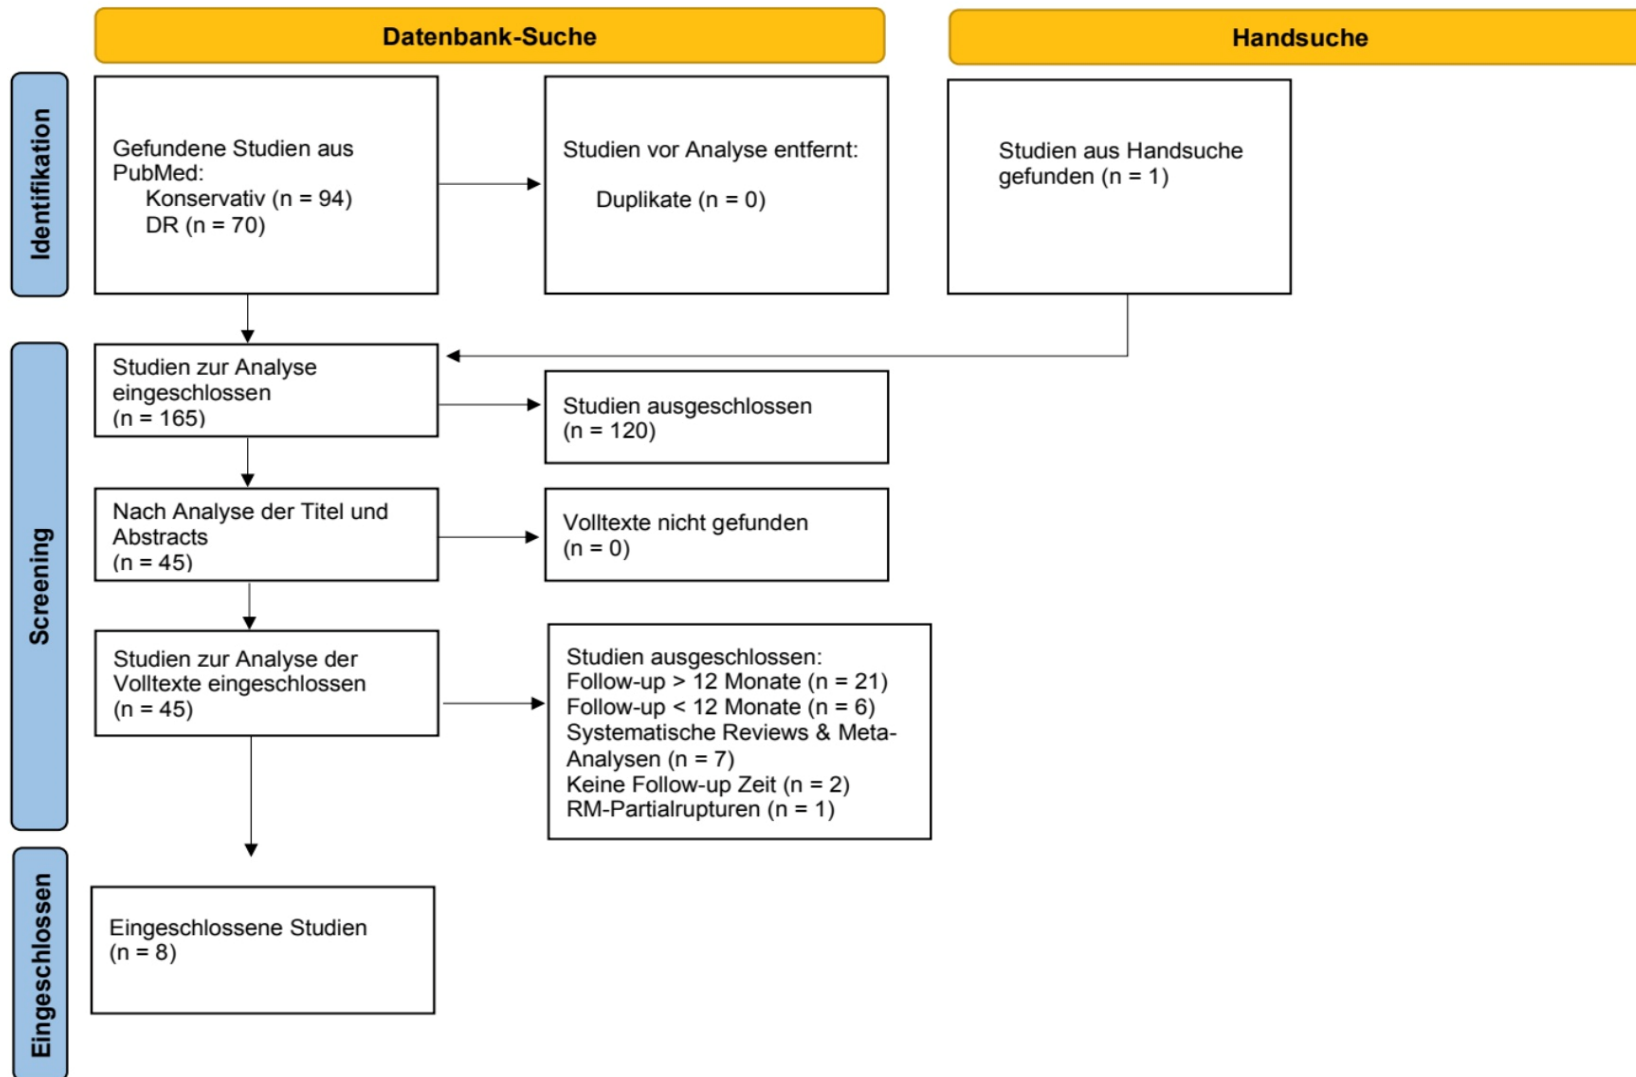 Datenbank-Suche
Handsuche
Identifikation
Gefundene Studien aus
PubMed:
Konservativ (n = 94)
DR (n = 70)
Studien vor Analyse entfernt:
Duplikate (n = 0)
Studien aus Handsuche
gefunden (n = 1)
Screening
Studien zur Analyse
eingeschlossen
(n = 165)
Studien ausgeschlossen
(n = 120)
Nach Analyse der Titel und
Abstracts
(n = 45)
Volltexte nicht gefunden
(n = 0)
Studien zur Analyse der
Volltexte eingeschlossen
(n = 45)
Studien ausgeschlossen:
Follow-up > 12 Monate (n = 21)
Follow-up < 12 Monate (n = 6)
Systematische Reviews & Meta-
Analysen (n = 7)
Keine Follow-up Zeit (n = 2)
RM-Partialrupturen (n = 1)
Eingeschlossen
Eingeschlossene Studien
(n = 8)